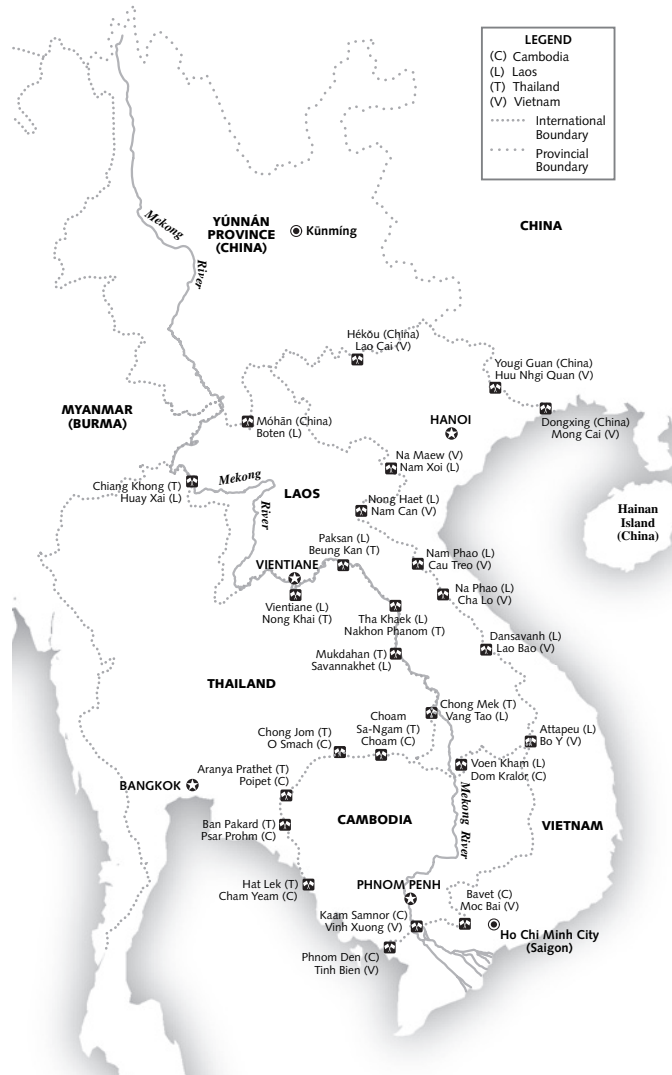 LEGEND
(C) Cambodia
(L) Laos
(T) Thailand
(V) Vietnam
International
Boundary
Provincial
Boundary
Mekong
River
YÚNNÁN
PROVINCE
(CHINA)
Kūnmíng
CHINA
Hékǒu (China)
Lao Cai (V)
Yougi Guan (China)
Huu Nhgi Quan (V)
MYANMAR
(BURMA)
Móhān (China)
Boten (L)
HANOI
Dongxing (China)
Mong Cai (V)
Na Maew (V)
Nam Xoi (L)
Chiang Khong (T)
Huay Xai (L)
Mekong
River
LAOS
Nong Haet (L)
Nam Can (V)
Hainan
Island
(China)
Paksan (L)
Beung Kan (T)
VIENTIANE
Nam Phao (L)
Cau Treo (V)
Na Phao (L)
Cha Lo (V)
Vientiane (L)
Nong Khai (T)
Tha Khaek (L)
Nakhon Phanom (T)
Dansavanh (L)
Lao Bao (V)
Mukdahan (T)
Savannakhet (L)
THAILAND
Chong Mek (T)
Vang Tao (L)
Choam
Sa-Ngam (T)
Choam (C)
Chong Jom (T)
O Smach (C)
Attapeu (L)
Bo Y (V)
Aranya Prathet (T)
Poipet (C)
Voen Kham (L)
Dom Kralor (C)
BANGKOK
Mekong River
CAMBODIA
VIETNAM
Ban Pakard (T)
Psar Prohm (C)
Hat Lek (T)
Cham Yeam (C)
PHNOM PENH
Bavet (C)
Moc Bai (V)
Kaam Samnor (C)
Vinh Xuong (V)
Ho Chi Minh City
(Saigon)
Phnom Den (C)
Tinh Bien (V)